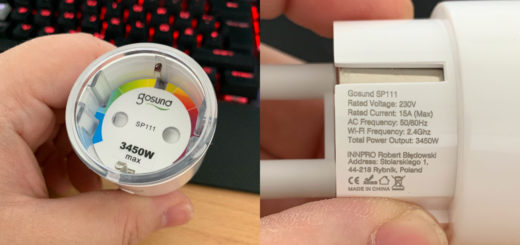 gosund
SP111
3450W
max
Gosund SP111
Rated Voltage: 230V
Rated Current: 15A (Max)
AC Frequency: 50/60Hz
Wi-Fi Frequency: 2.4Ghz
Total Power Output: 3450W
INNPRO Robert Błędowski
Address: Stolarskiego 1,
44-218 Rybnik, Poland
CE
MADE IN CHINA